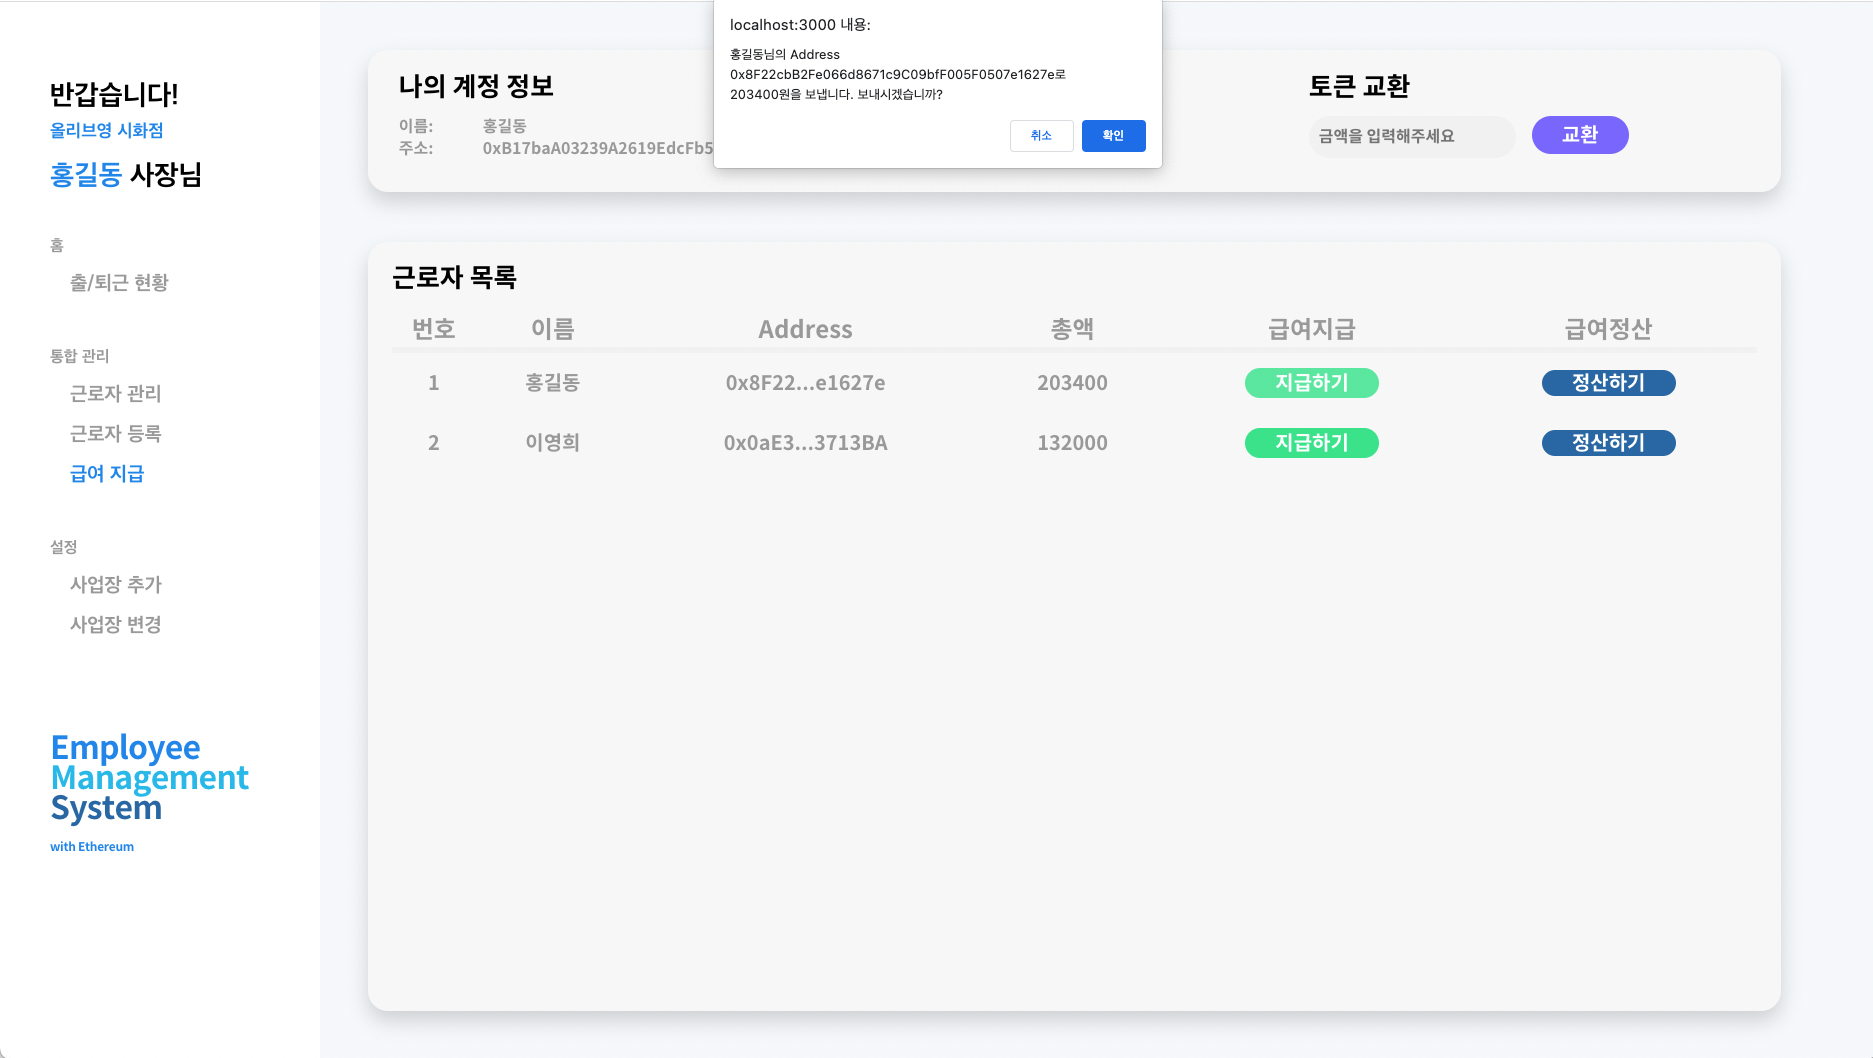 localhost:3000 내용:
홍길동님의 Address
0x8F22cbB2Fe066d8671c9C09bfF005F0507e1627e로
203400원을 보냅니다. 보내시겠습니까?
취소 확인
반갑습니다!
올리브영 시화점
홍길동 사장님
홈
출/퇴근 현황
통합 관리
근로자 관리
근로자 등록
급여 지급
설정
사업장 추가
사업장 변경
Employee
Management
System
with Ethereum
나의 계정 정보
이름: 홍길동
주소: 0xB17baA03239A2619EdcFb5
토큰 교환
금액을 입력해주세요 교환
근로자 목록
번호 이름 Address 총액 급여지급 급여정산
1 홍길동 0x8F22...e1627e 203400 지급하기 정산하기
2 이영희 0x0aE3...3713BA 132000 지급하기 정산하기